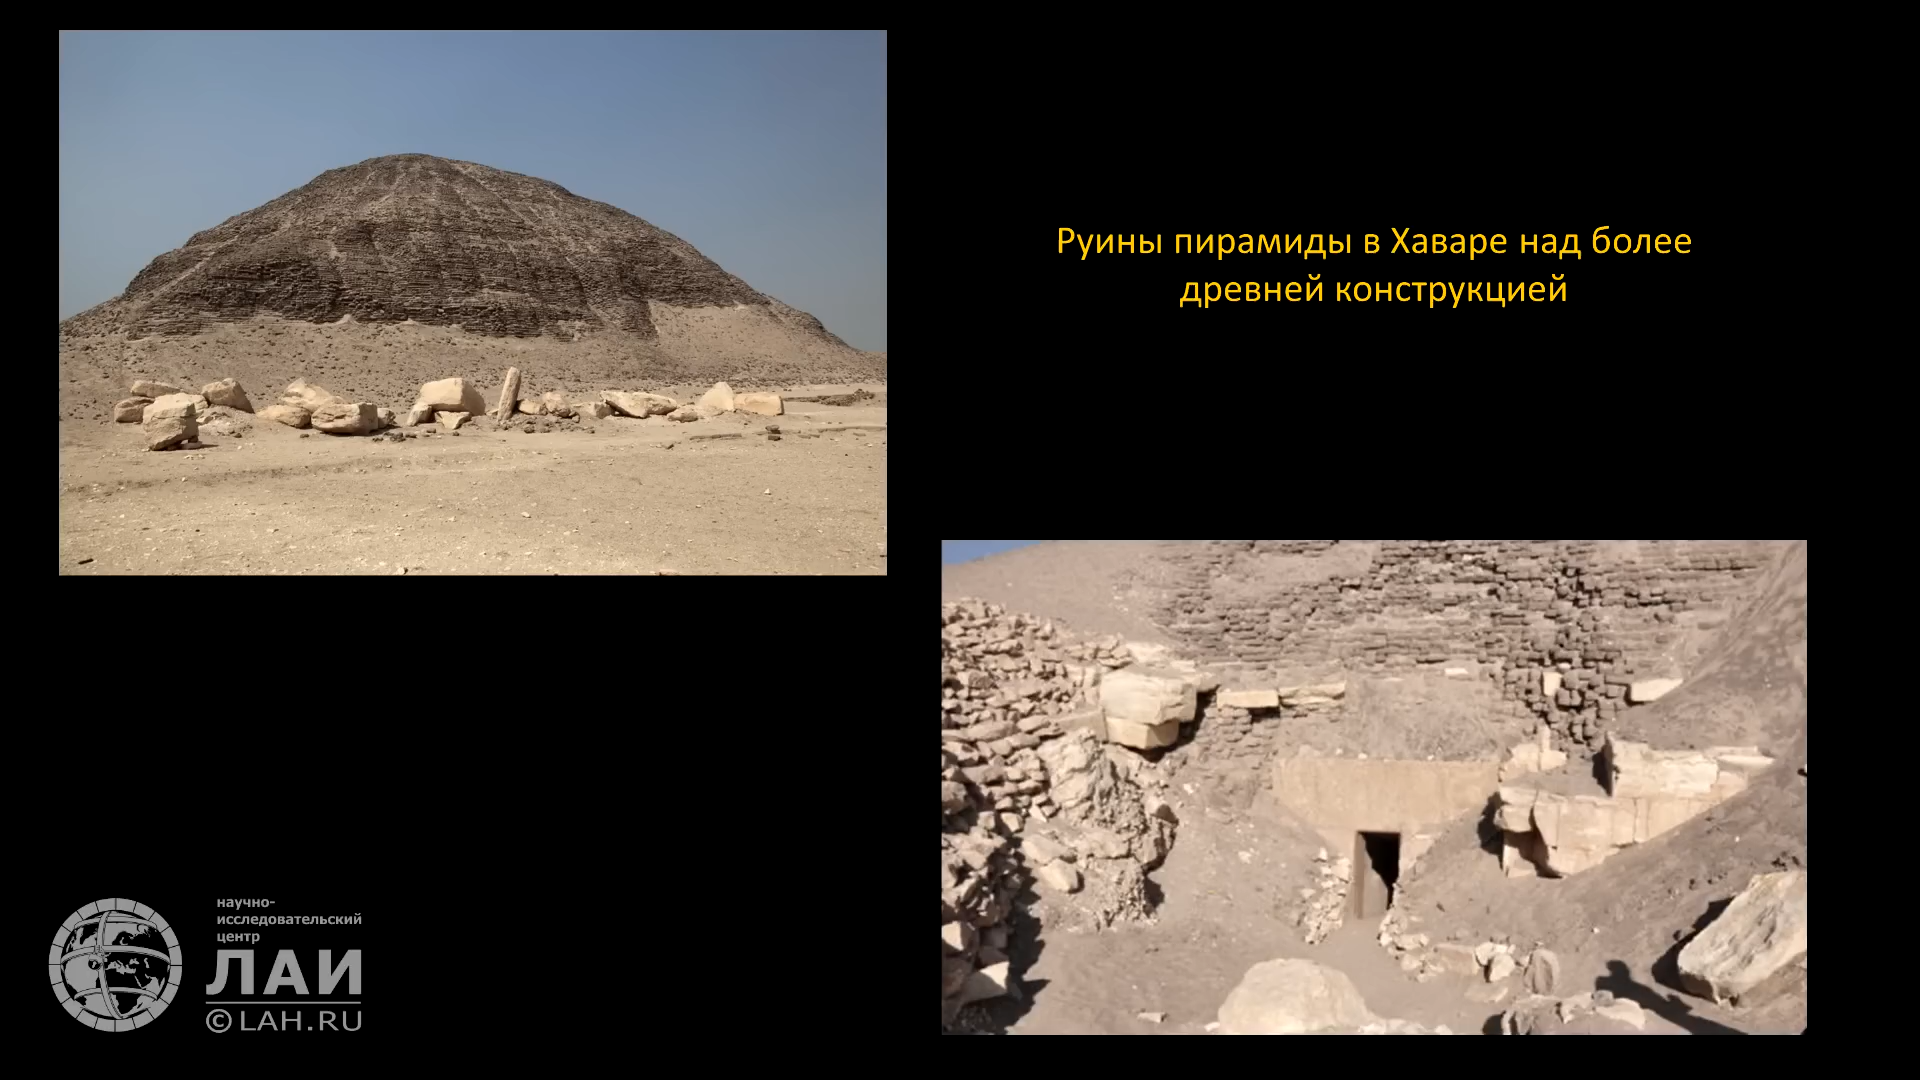 Руины пирамиды в Хаваре над более
древней конструкцией
научно-
исследовательский
центр
ЛАИ
©LAH.RU